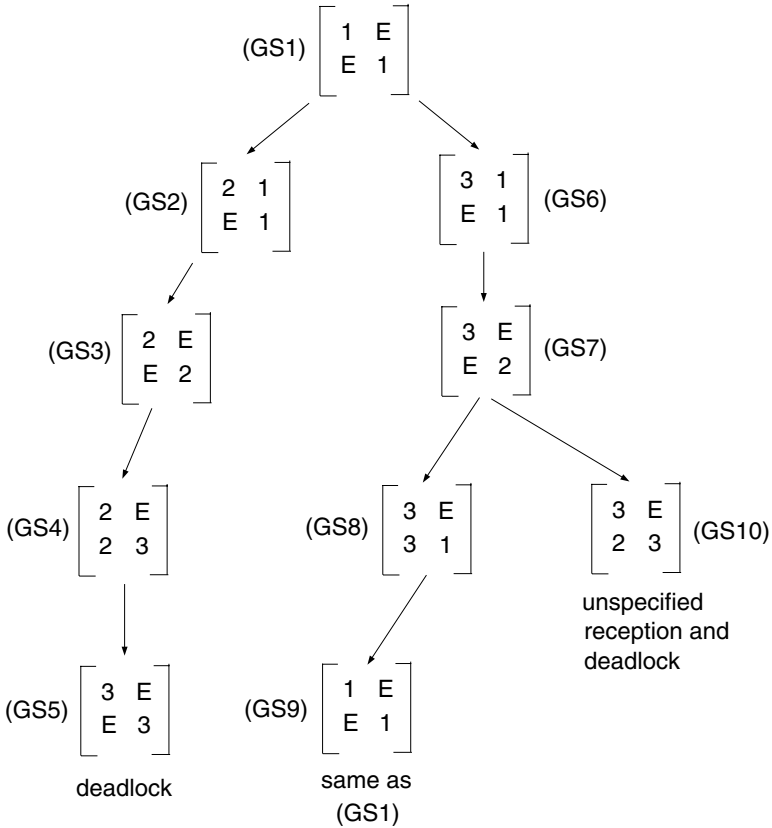 (GS1)
1 E
E 1
(GS2)
2 1
E 1
3 1
E 1
(GS6)
(GS3)
2 E
E 2
3 E
E 2
(GS7)
(GS4)
2 E
2 3
(GS8)
3 E
3 1
3 E
2 3
(GS10)
unspecified
reception and
deadlock
(GS5)
3 E
E 3
deadlock
(GS9)
1 E
E 1
same as
(GS1)